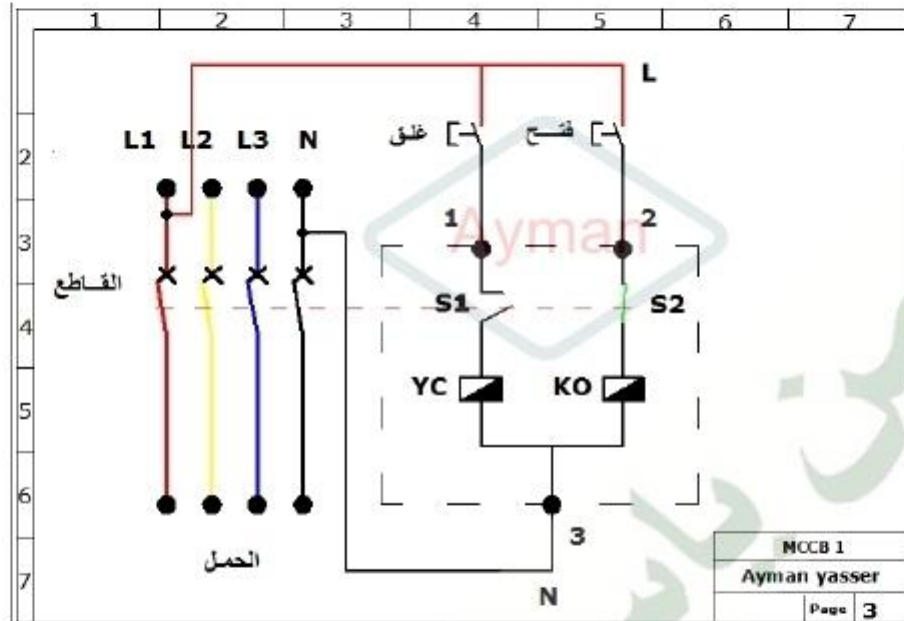 1 2 3 4 5 6 7
L
غلق فتح
L1 L2 L3 N
2
1 2
3
Ayman
القاطع
S1 S2
4
YC KO
5
6
3
الحمل
MCCB 1
7
Ayman yasser
N
Page 3